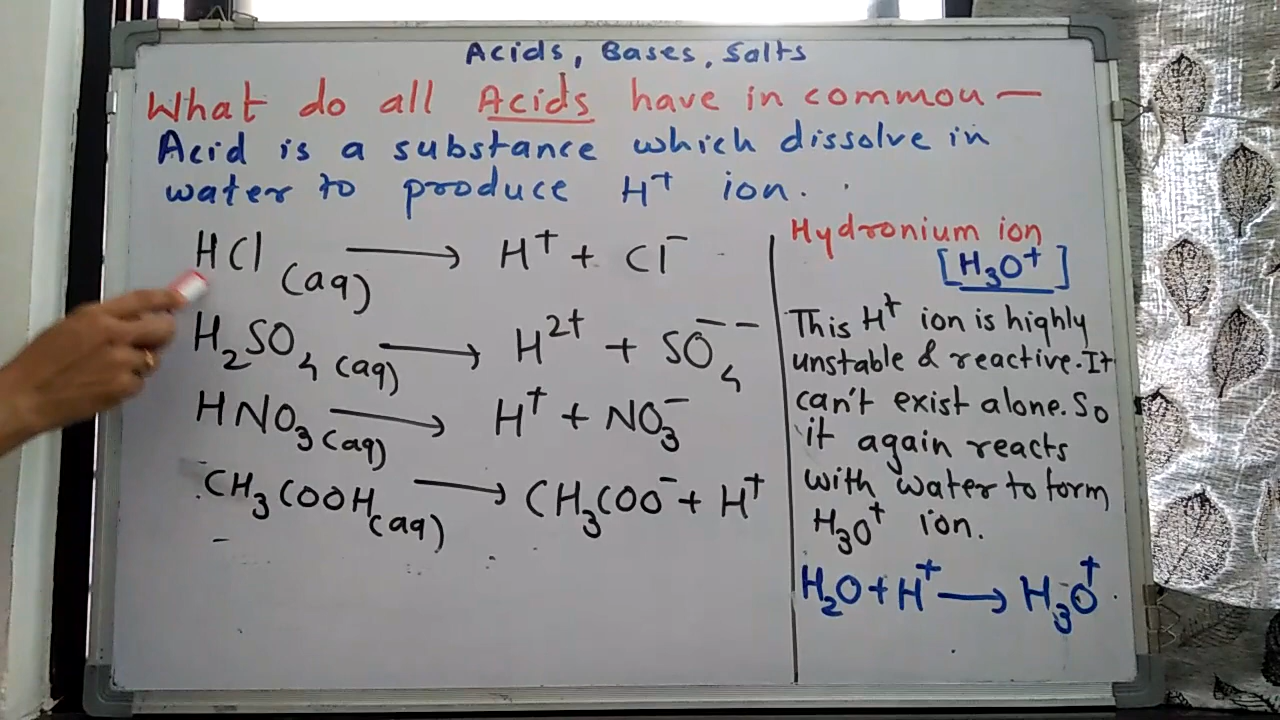 Acids, Bases, Salts
What do all Acids have in common —
Acid is a substance which dissolve in
water to produce H⁺ ion.
HCl (aq) ⟶ H⁺ + Cl⁻
H₂SO₄ (aq) ⟶ H²⁺ + SO₄⁻⁻
HNO₃ (aq) ⟶ H⁺ + NO₃⁻
CH₃COOH (aq) ⟶ CH₃COO⁻ + H⁺
Hydronium ion
[H₃O⁺]
This H⁺ ion is highly
unstable & reactive. It
can't exist alone. So
it again reacts
with water to form
H₃O⁺ ion.
H₂O + H⁺ ⟶ H₃O⁺